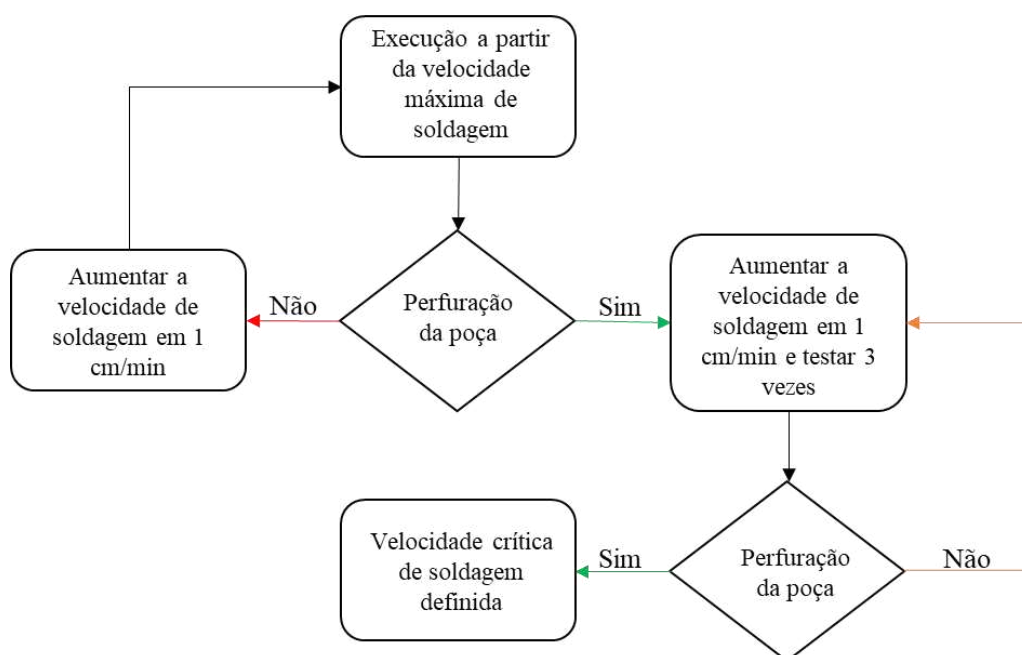 Execução a partir
da velocidade
máxima de
soldagem
Aumentar a
velocidade de
soldagem em 1
cm/min
Não
Perfuração
da poça
Sim
Aumentar a
velocidade de
soldagem em 1
cm/min e testar 3
vezes
Velocidade crítica
de soldagem
definida
Sim
Perfuração
da poça
Não